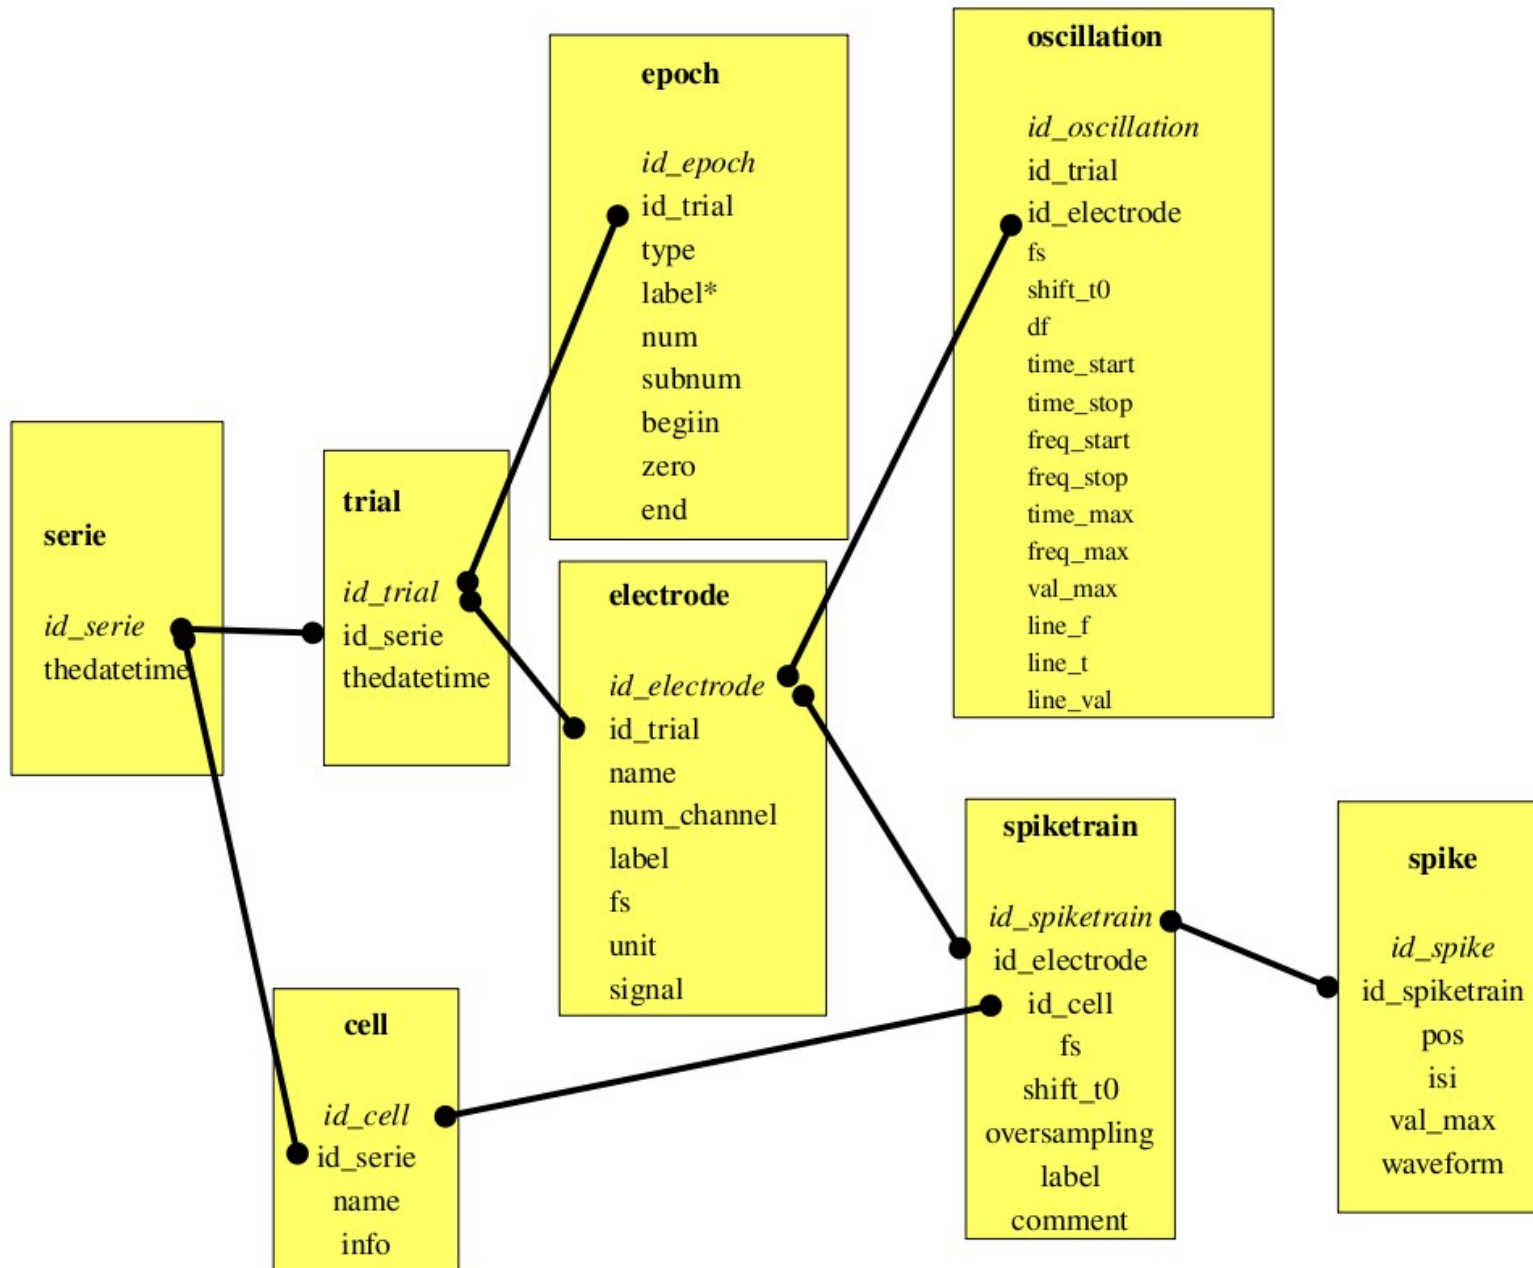 serie
id_serie
thedatetime
trial
id_trial
id_serie
thedatetime
epoch
id_epoch
id_trial
type
label*
num
subnum
begiin
zero
end
electrode
id_electrode
id_trial
name
num_channel
label
fs
unit
signal
oscillation
id_oscillation
id_trial
id_electrode
fs
shift_t0
df
time_start
time_stop
freq_start
freq_stop
time_max
freq_max
val_max
line_f
line_t
line_val
cell
id_cell
id_serie
name
info
spiketrain
id_spiketrain
id_electrode
id_cell
fs
shift_t0
oversampling
label
comment
spike
id_spike
id_spiketrain
pos
isi
val_max
waveform